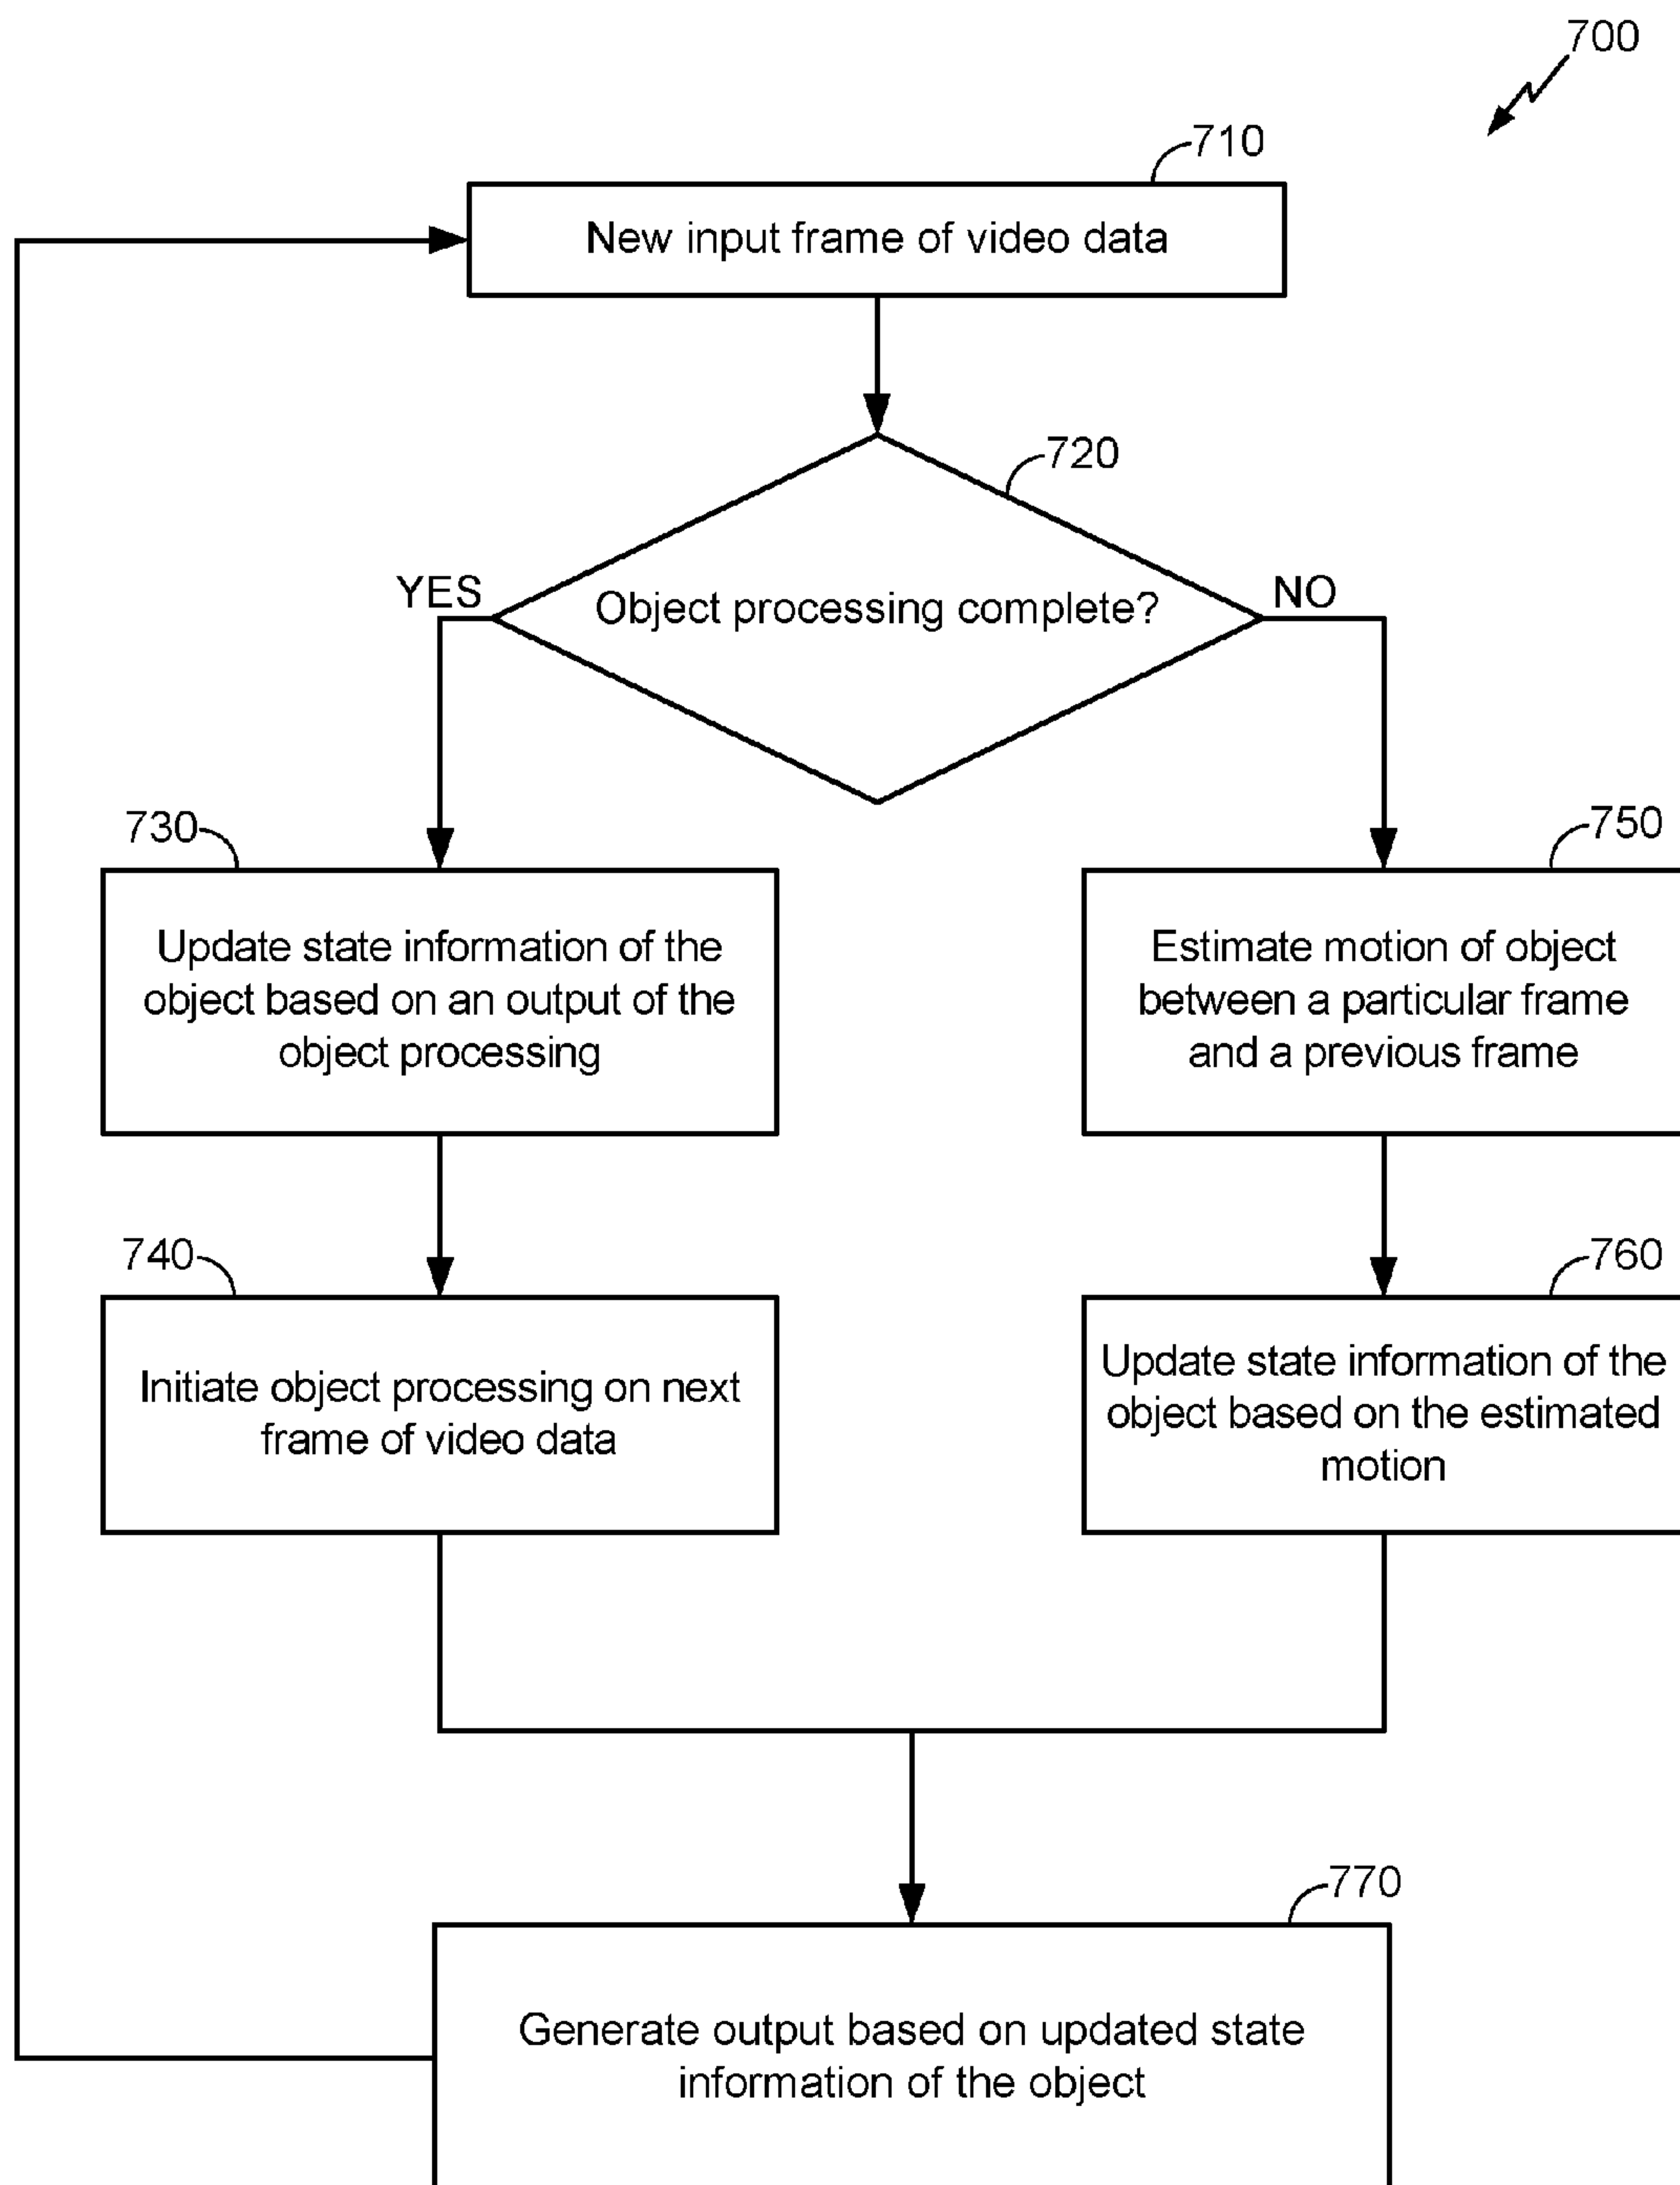 700
710
New input frame of video data
720
YES
Object processing complete?
NO
730
750
Update state information of the
object based on an output of the
object processing
Estimate motion of object
between a particular frame
and a previous frame
740
760
Initiate object processing on next
frame of video data
Update state information of the
object based on the estimated
motion
770
Generate output based on updated state
information of the object